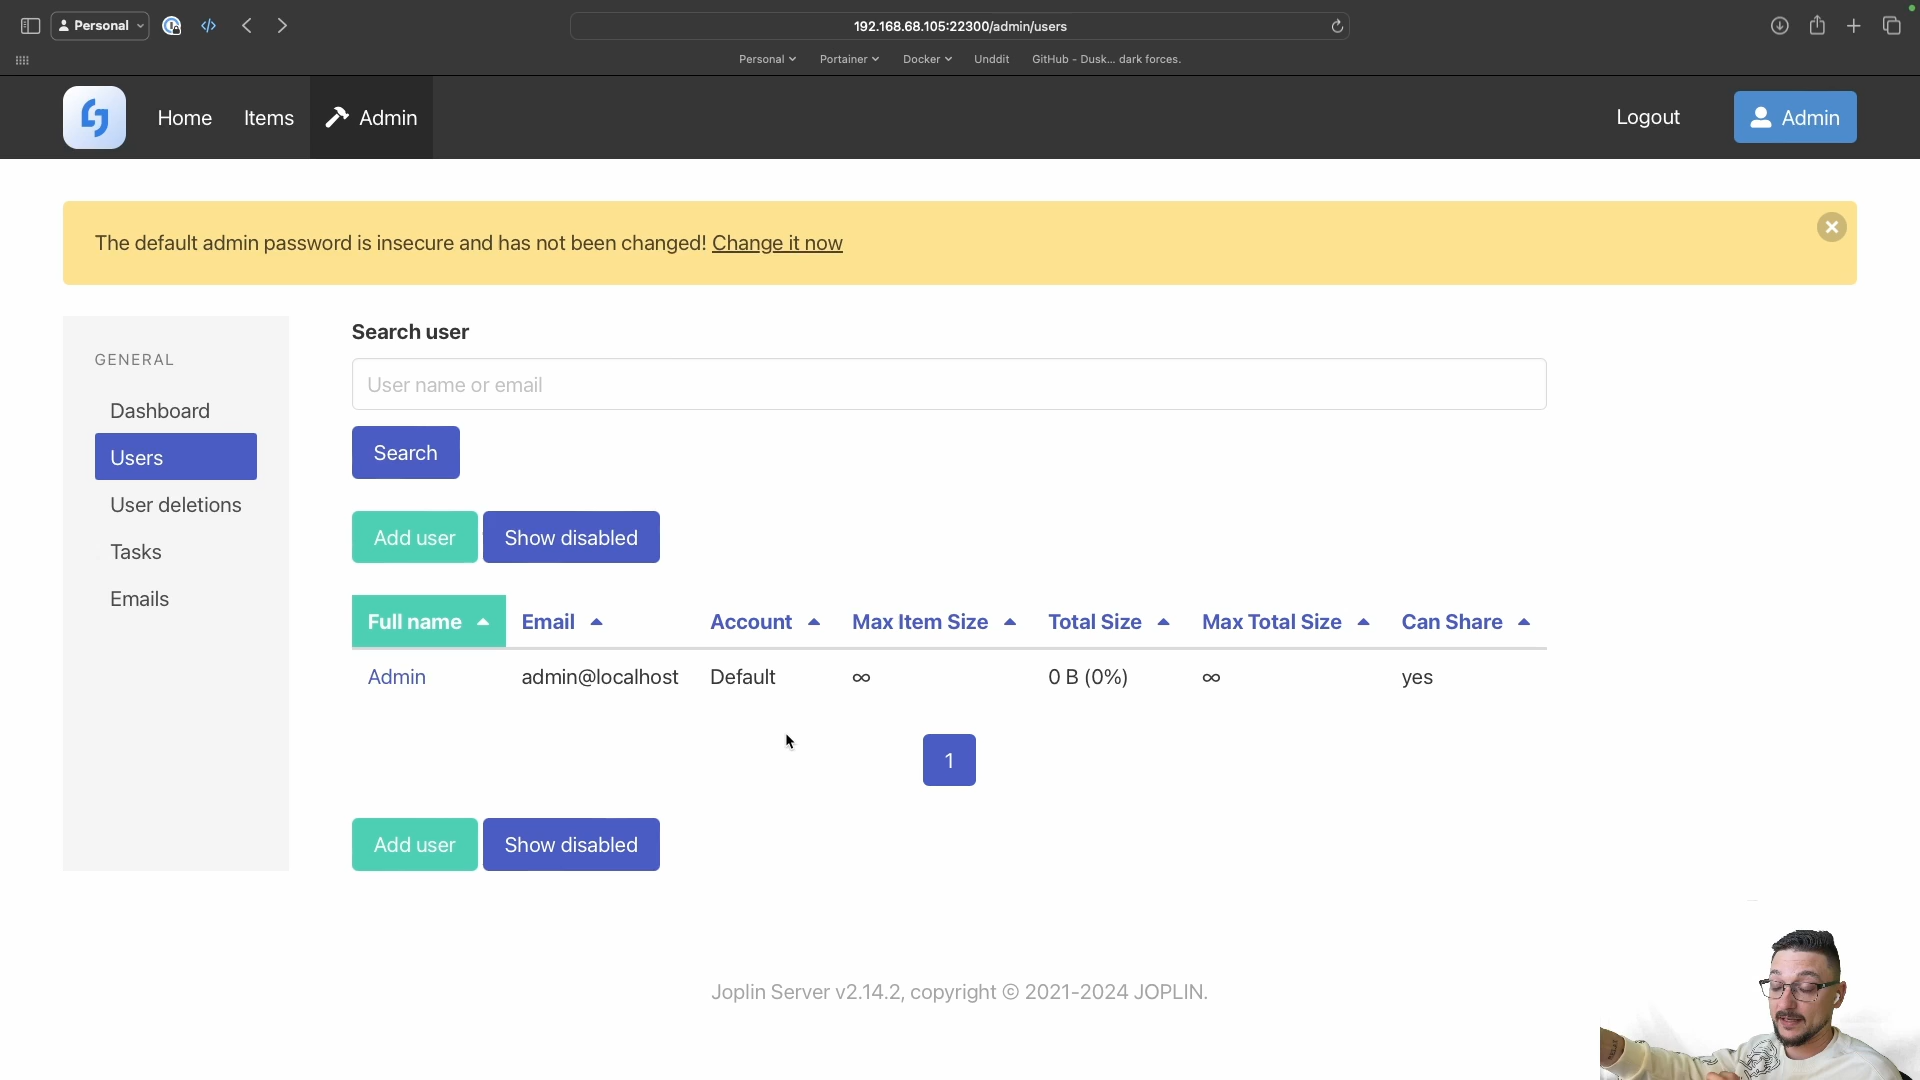 Personal
192.168.68.105:22300/admin/users
Personal
Portainer
Docker
Unddit
GitHub - Dusk... dark forces.
Home
Items
Admin
Logout
Admin
The default admin password is insecure and has not been changed! Change it now
GENERAL
Dashboard
Users
User deletions
Tasks
Emails
Search user
User name or email
Search
Add user
Show disabled
Full name
Email
Account
Max Item Size
Total Size
Max Total Size
Can Share
Admin
admin@localhost
Default
∞
0 B (0%)
∞
yes
1
Add user
Show disabled
Joplin Server v2.14.2, copyright © 2021-2024 JOPLIN.